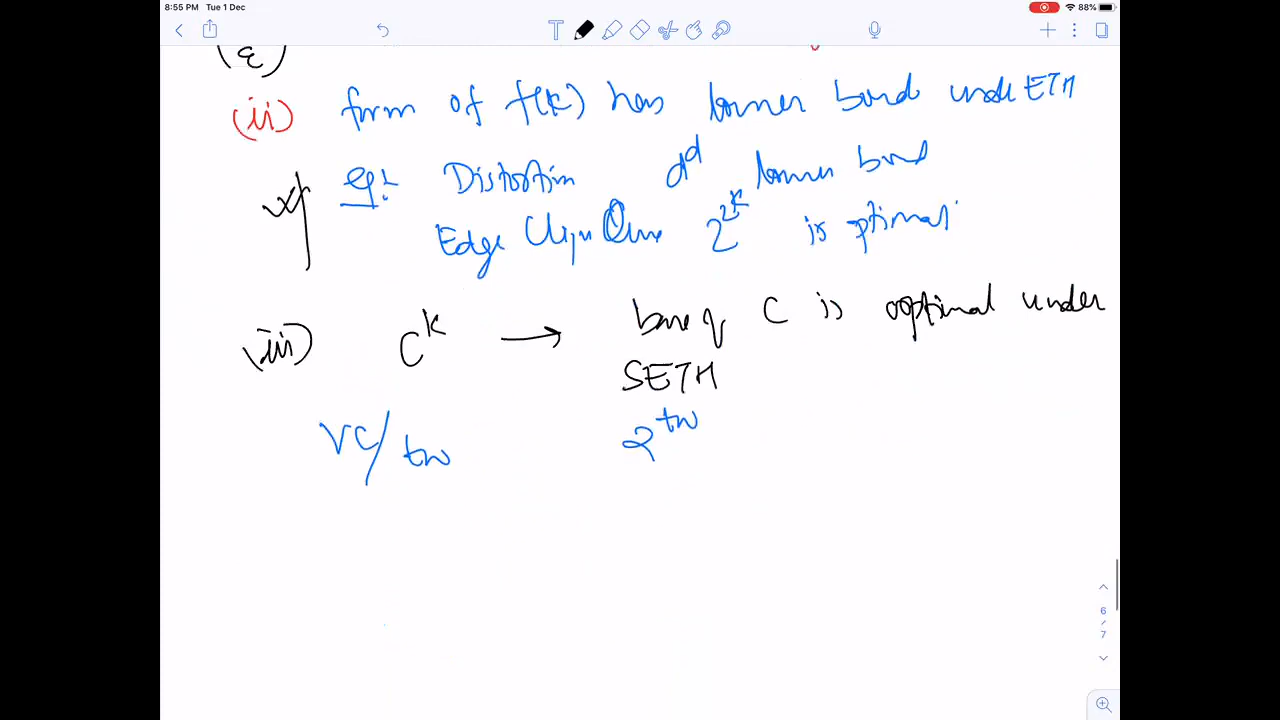 8:55 PM Tue 1 Dec
88%
(ε)
(ii) form of f(k) has lower bound under ETH
Eg: Distortion d^d lower bound
Edge Clique Cover 2^2^k is optimal
(iii) c^k → base of C is optimal under
SETH
VC/tw 2^tw
6
/
7